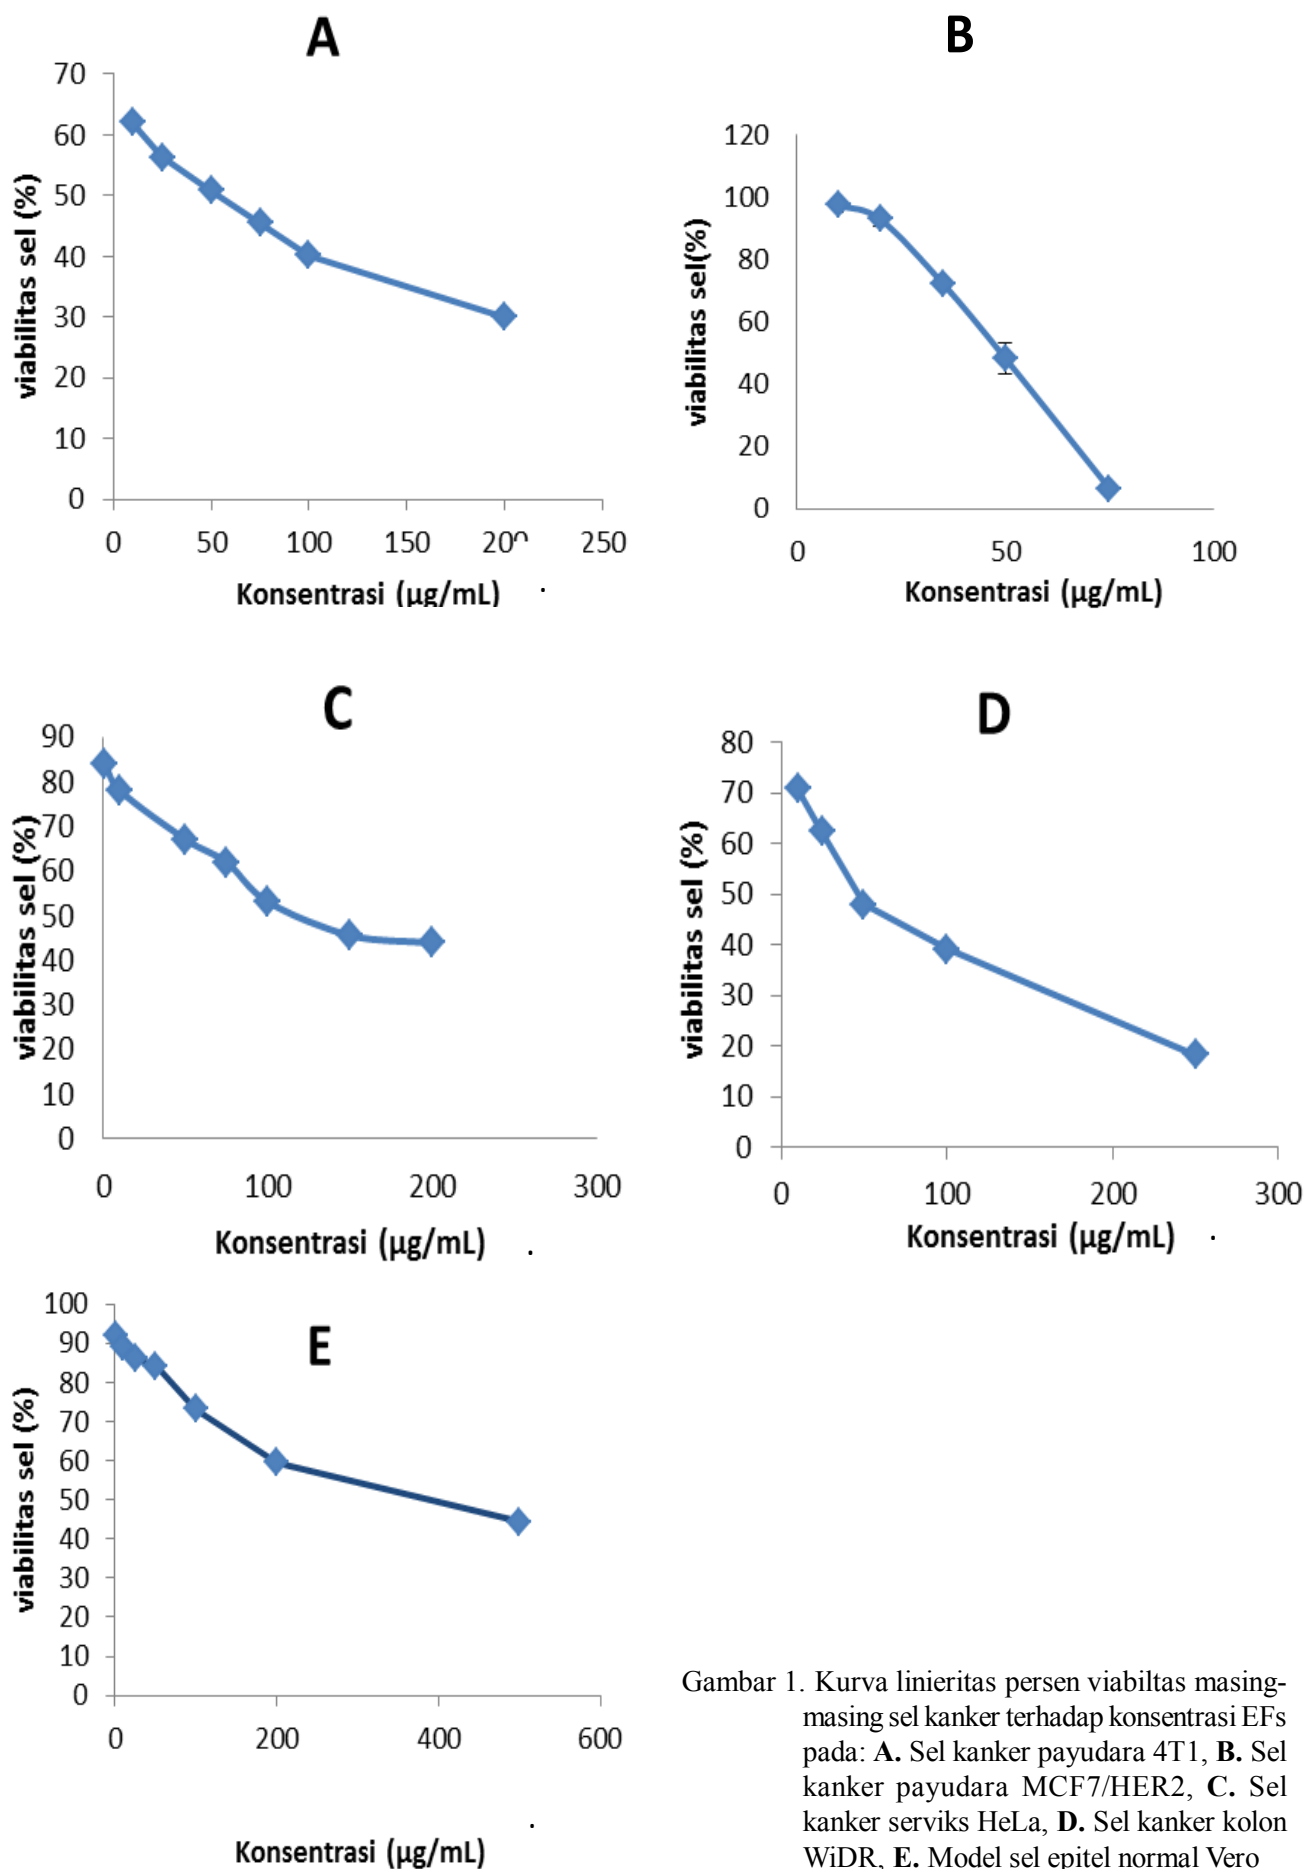 A
70
60
50
40
30
20
10
0
0 50 100 150 200 250
viabilitas sel (%)
Konsentrasi (µg/mL)
B
120
100
80
60
40
20
0
0 50 100
viabilitas sel(%)
Konsentrasi (µg/mL)
C
90
80
70
60
50
40
30
20
10
0
0 100 200 300
viabilitas sel (%)
Konsentrasi (µg/mL)
D
80
70
60
50
40
30
20
10
0
0 100 200 300
viabilitas sel (%)
Konsentrasi (µg/mL)
E
100
90
80
70
60
50
40
30
20
10
0
0 200 400 600
viabilitas sel (%)
Konsentrasi (µg/mL)
Gambar 1. Kurva linieritas persen viabiltas masing-
masing sel kanker terhadap konsentrasi EFs
pada: A. Sel kanker payudara 4T1, B. Sel
kanker payudara MCF7/HER2, C. Sel
kanker serviks HeLa, D. Sel kanker kolon
WiDR, E. Model sel epitel normal Vero